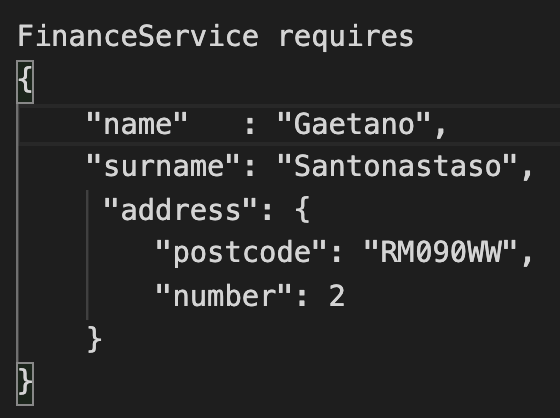 FinanceService requires
{
    "name"   : "Gaetano",
    "surname": "Santonastaso",
     "address": {
        "postcode": "RM090WW",
        "number": 2
    }
}